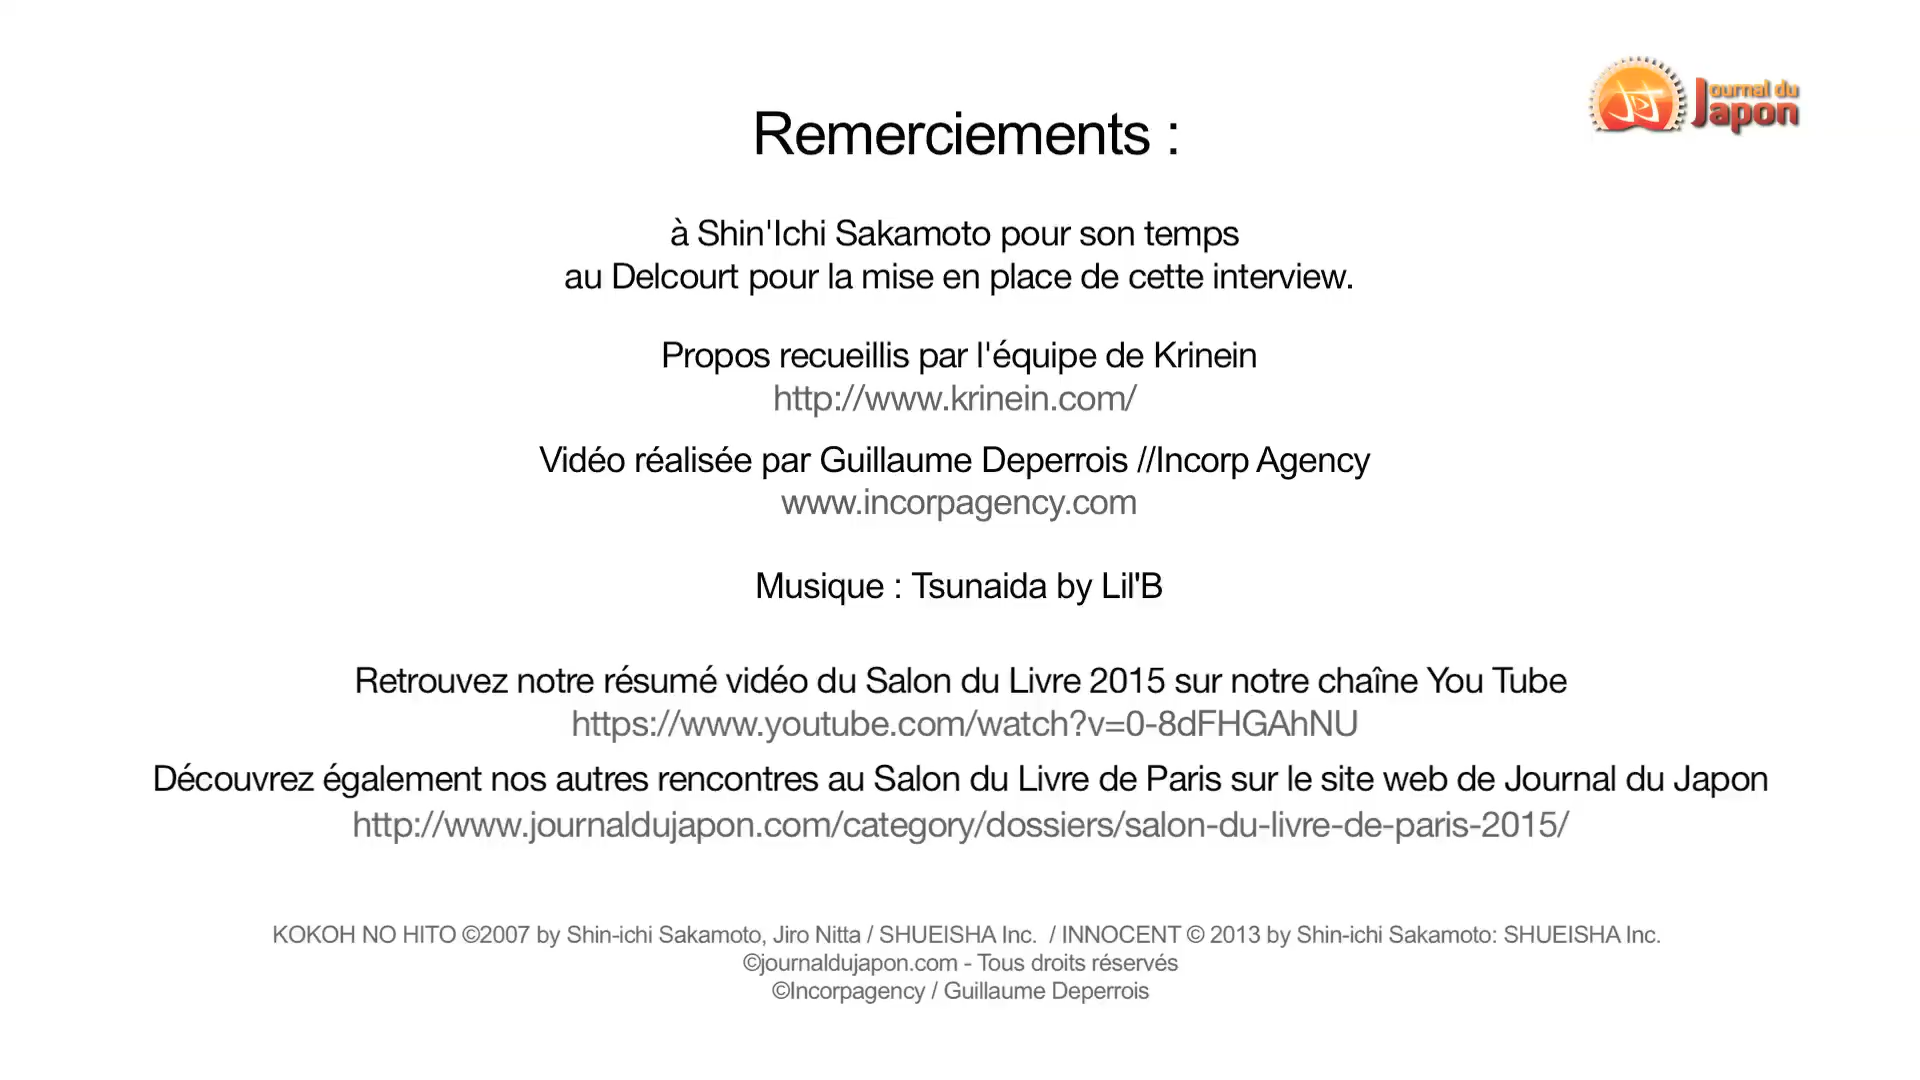 Journal du
Japon
Remerciements :
à Shin'Ichi Sakamoto pour son temps
au Delcourt pour la mise en place de cette interview.
Propos recueillis par l'équipe de Krinein
http://www.krinein.com/
Vidéo réalisée par Guillaume Deperrois //Incorp Agency
www.incorpagency.com
Musique : Tsunaida by Lil'B
Retrouvez notre résumé vidéo du Salon du Livre 2015 sur notre chaîne You Tube
https://www.youtube.com/watch?v=0-8dFHGAhNU
Découvrez également nos autres rencontres au Salon du Livre de Paris sur le site web de Journal du Japon
http://www.journaldujapon.com/category/dossiers/salon-du-livre-de-paris-2015/
KOKOH NO HITO ©2007 by Shin-ichi Sakamoto, Jiro Nitta / SHUEISHA Inc.  / INNOCENT © 2013 by Shin-ichi Sakamoto: SHUEISHA Inc.
©journaldujapon.com - Tous droits réservés
©Incorpagency / Guillaume Deperrois